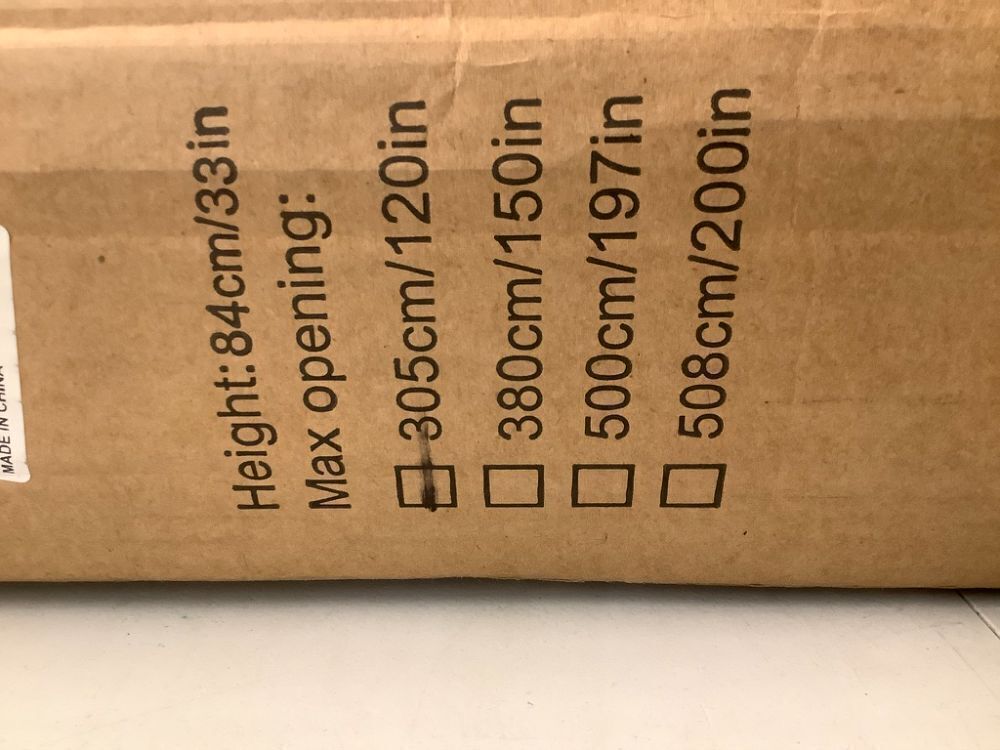 Height: 84cm/33in
Max opening:
305cm/120in
380cm/150in
500cm/197in
508cm/200in
MADE IN CHINA